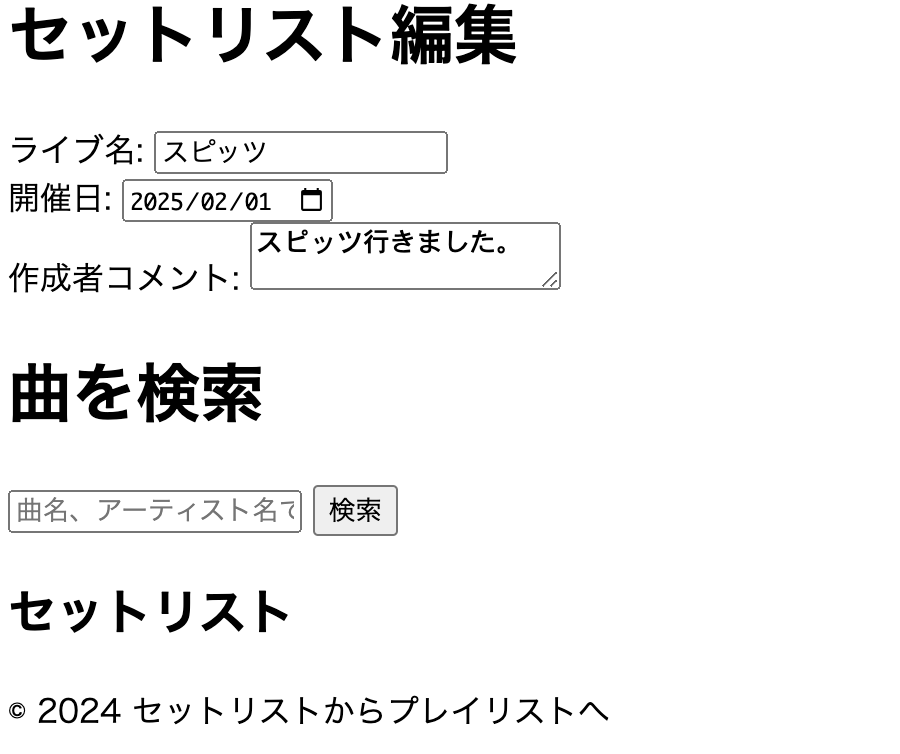 セットリスト編集
ライブ名: スピッツ
開催日: 2025/02/01
作成者コメント: スピッツ行きました。
曲を検索
曲名、アーティスト名で 検索
セットリスト
© 2024 セットリストからプレイリストへ